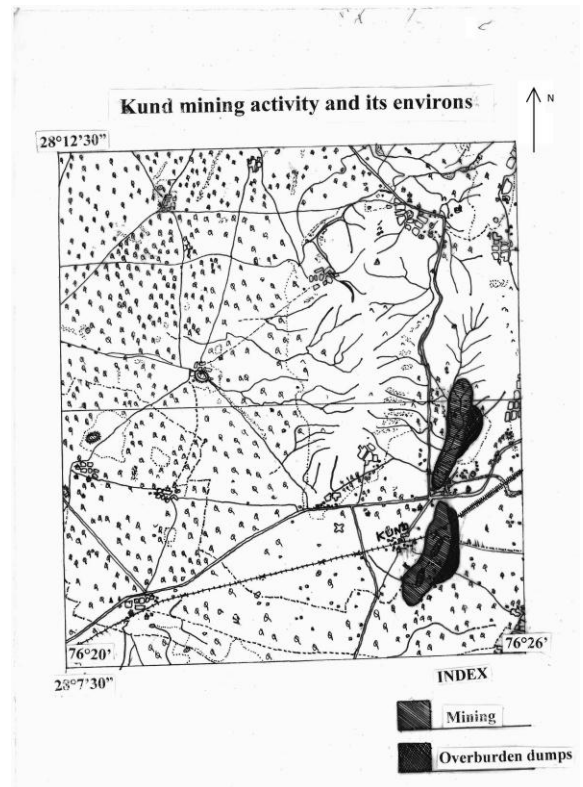 Kund mining activity and its environs
N
28°12'30"
KUND
76°20'
76°26'
28°7'30"
INDEX
Mining
Overburden dumps